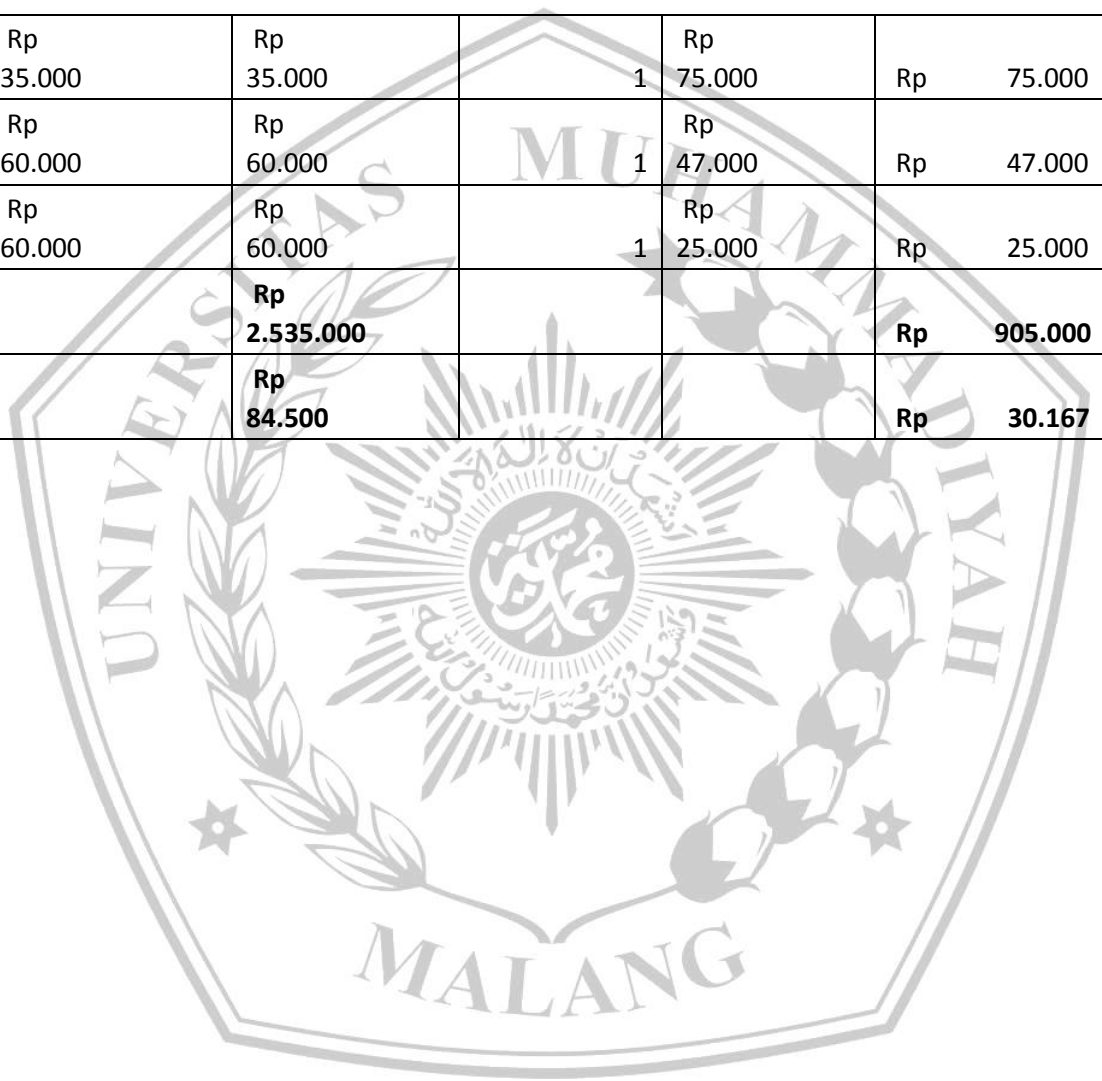 Rp Rp Rp
35.000 35.000 1 75.000 Rp 75.000
Rp Rp Rp
60.000 60.000 1 47.000 Rp 47.000
Rp Rp Rp
60.000 60.000 1 25.000 Rp 25.000
Rp
2.535.000 Rp 905.000
Rp
84.500 Rp 30.167
UNIVERSITAS MUHAMMADIYAH
MALANG